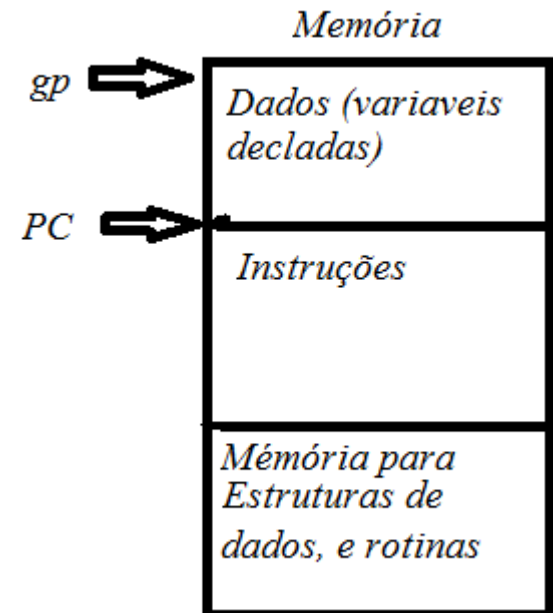 Memória
gp
Dados (variaveis
decladas)
PC
Instruções
Mémória para
Estruturas de
dados, e rotinas